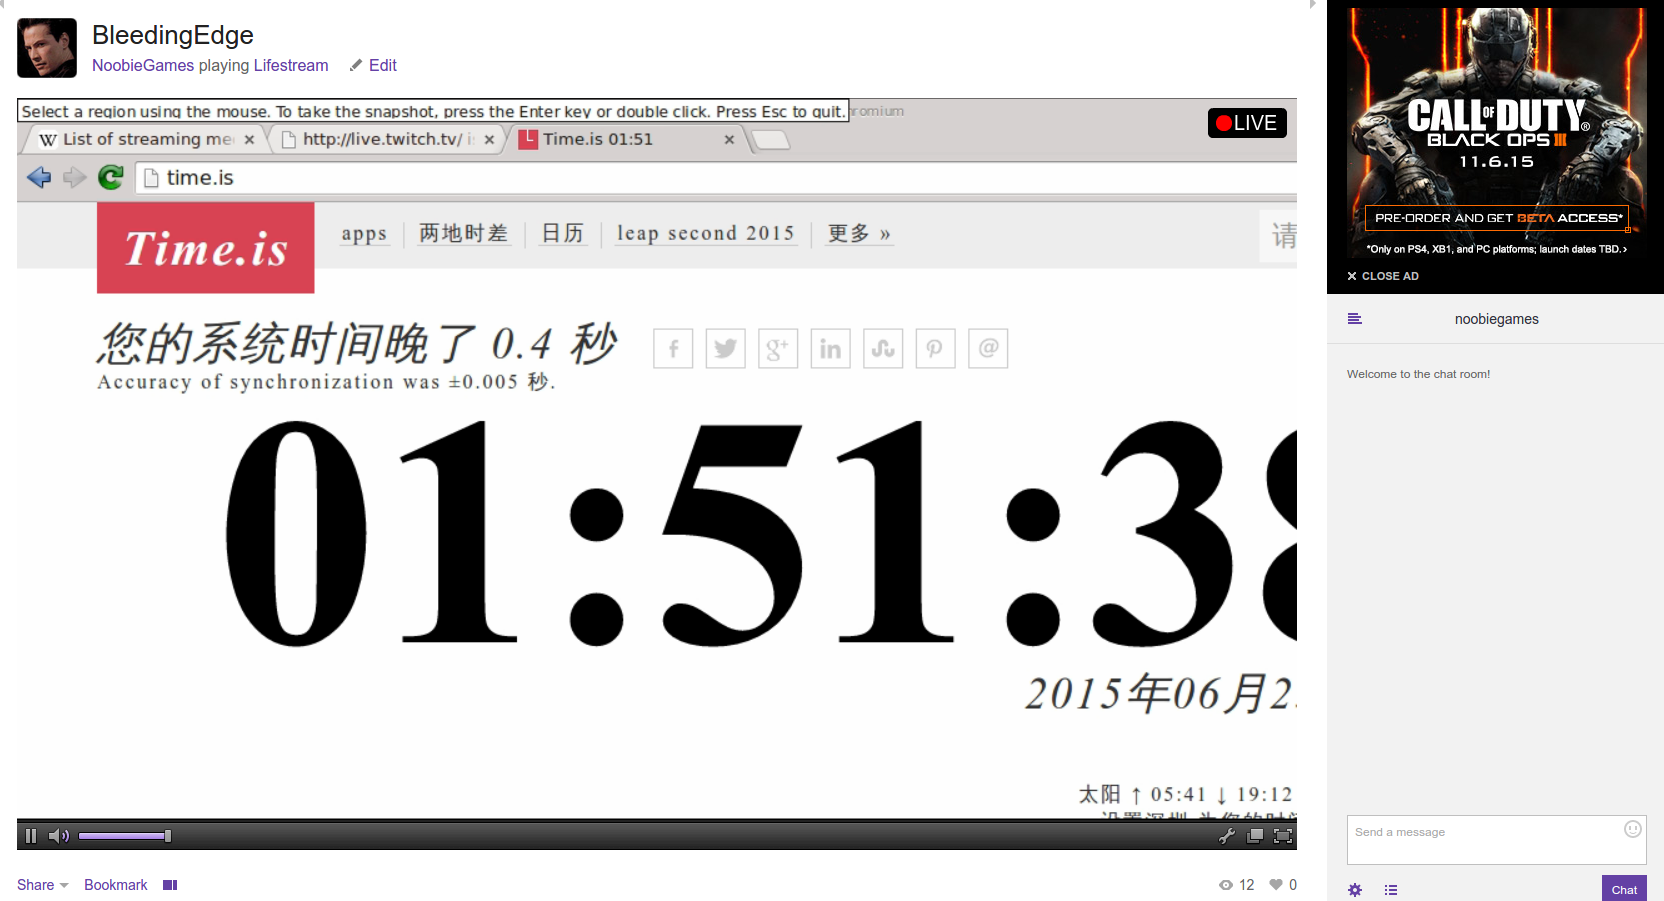 BleedingEdge
NoobieGames playing Lifestream Edit
Select a region using the mouse. To take the snapshot, press the Enter key or double click. Press Esc to quit.
romium
LIVE
List of streaming me
http://live.twitch.tv/ i
Time.is 01:51
time.is
Time.is
apps 两地时差 日历 leap second 2015 更多 » 请
您的系统时间晚了 0.4 秒
Accuracy of synchronization was ±0.005 秒.
01:51:38
2015年06月2
太阳 ↑ 05:41 ↓ 19:12
Share Bookmark
12 0
CALL OF DUTY®
BLACK OPS III
11.6.15
PRE-ORDER AND GET BETA ACCESS*
*Only on PS4, XB1, and PC platforms; launch dates TBD. ›
CLOSE AD
noobiegames
Welcome to the chat room!
Send a message
Chat